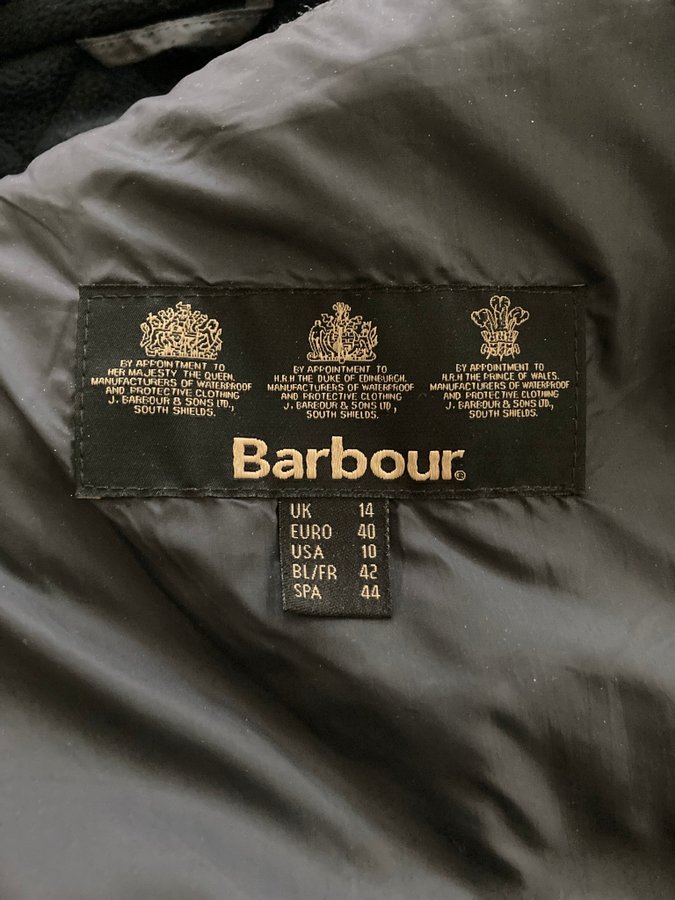 BY APPOINTMENT TO
HER MAJESTY THE QUEEN.
MANUFACTURERS OF WATERPROOF
AND PROTECTIVE CLOTHING
J. BARBOUR & SONS LTD.,
SOUTH SHIELDS.
BY APPOINTMENT TO
H.R.H THE DUKE OF EDINBURGH.
MANUFACTURERS OF WATERPROOF
AND PROTECTIVE CLOTHING
J. BARBOUR & SONS LTD.,
SOUTH SHIELDS.
BY APPOINTMENT TO
H.R.H THE PRINCE OF WALES.
MANUFACTURERS OF WATERPROOF
AND PROTECTIVE CLOTHING
J. BARBOUR & SONS LTD.,
SOUTH SHIELDS.
Barbour®
UK 14
EURO 40
USA 10
BL/FR 42
SPA 44